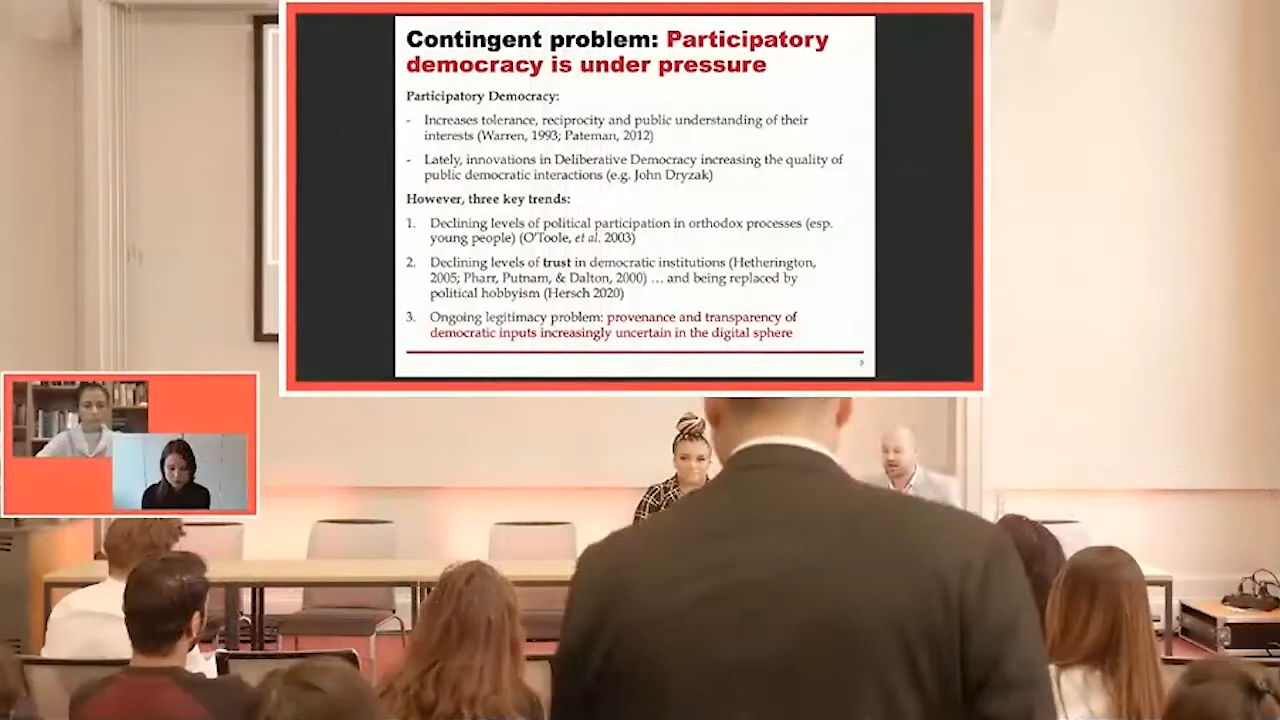 Contingent problem: Participatory
democracy is under pressure
Participatory Democracy:
- Increases tolerance, reciprocity and public understanding of their
interests (Warren, 1993; Pateman, 2012)
- Lately, innovations in Deliberative Democracy increasing the quality of
public democratic interactions (e.g. John Dryzak)
However, three key trends:
1. Declining levels of political participation in orthodox processes (esp.
young people) (O'Toole, et al. 2003)
2. Declining levels of trust in democratic institutions (Hetherington,
2005; Pharr, Putnam, & Dalton, 2000) … and being replaced by
political hobbyism (Hersch 2020)
3. Ongoing legitimacy problem: provenance and transparency of
democratic inputs increasingly uncertain in the digital sphere